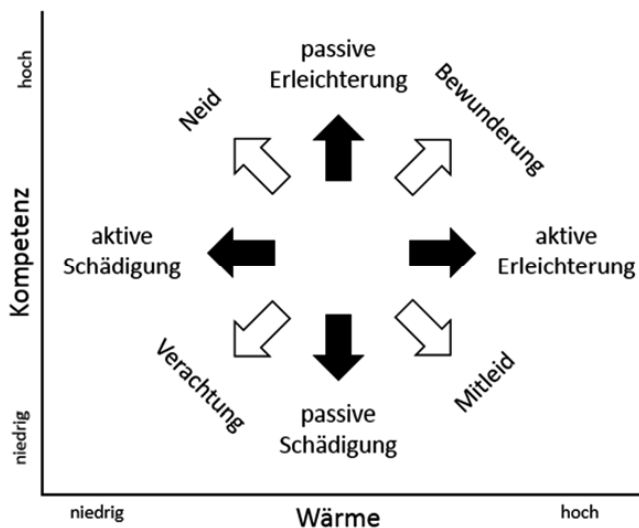 hoch
passive
Erleichterung
Neid
Bewunderung
Kompetenz
aktive
Schädigung
aktive
Erleichterung
Verachtung
Mitleid
passive
Schädigung
niedrig
niedrig
Wärme
hoch